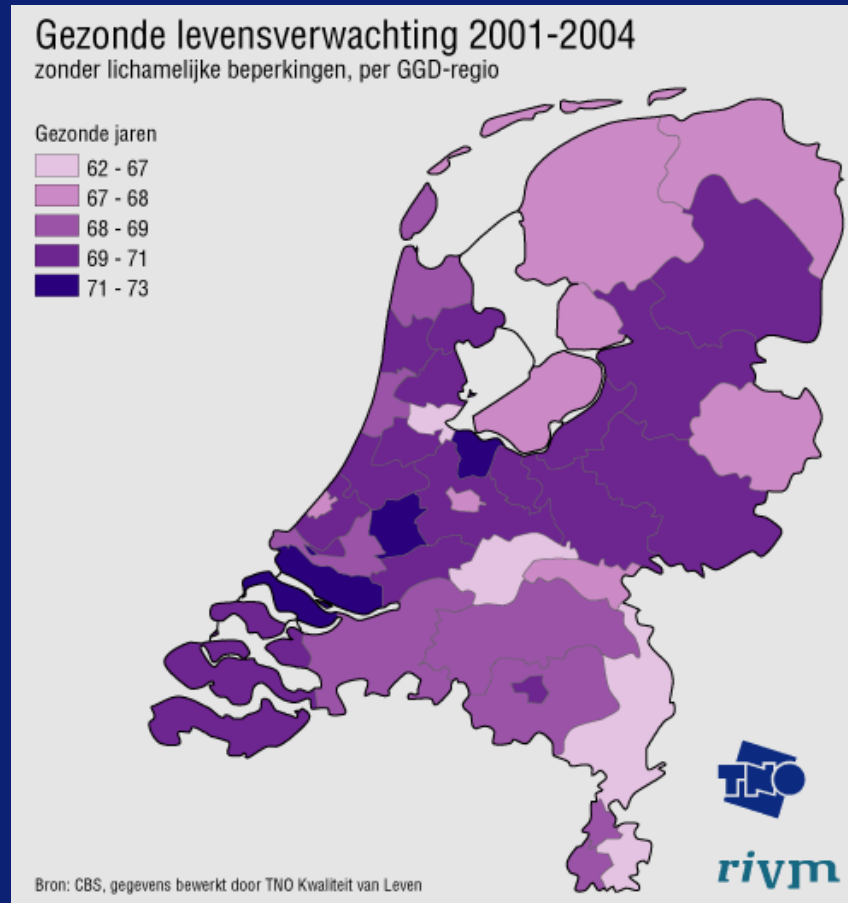 Gezonde levensverwachting 2001-2004
zonder lichamelijke beperkingen, per GGD-regio
Gezonde jaren
62 - 67
67 - 68
68 - 69
69 - 71
71 - 73
TNO
rivm
Bron: CBS, gegevens bewerkt door TNO Kwaliteit van Leven